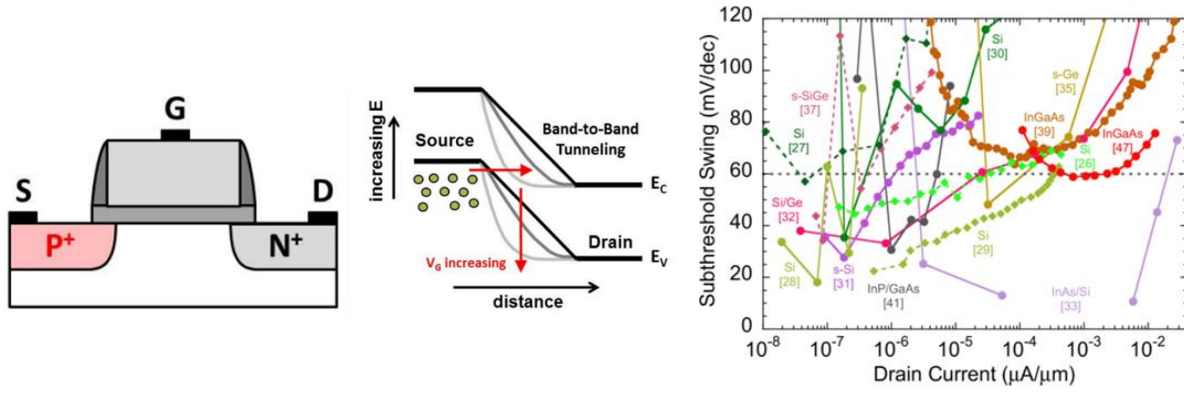 G
S
D
P+
N+
increasing E
Source
Band-to-Band
Tunneling
EC
Drain
EV
VG increasing
distance
Subthreshold Swing (mV/dec)
120
100
80
60
40
20
0
Si
[30]
s-Ge
[35]
s-SiGe
[37]
InGaAs
[39]
InGaAs
[47]
Si
[27]
Si
[26]
Si/Ge
[32]
Si
[29]
Si
[28]
s-Si
[31]
InP/GaAs
[41]
InAs/Si
[33]
10-8
10-7
10-6
10-5
10-4
10-3
10-2
Drain Current (μA/μm)